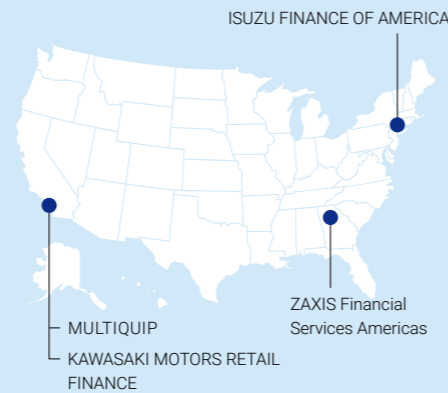 ISUZU FINANCE OF AMERICA
ZAXIS Financial
Services Americas
MULTIQUIP
KAWASAKI MOTORS RETAIL
FINANCE